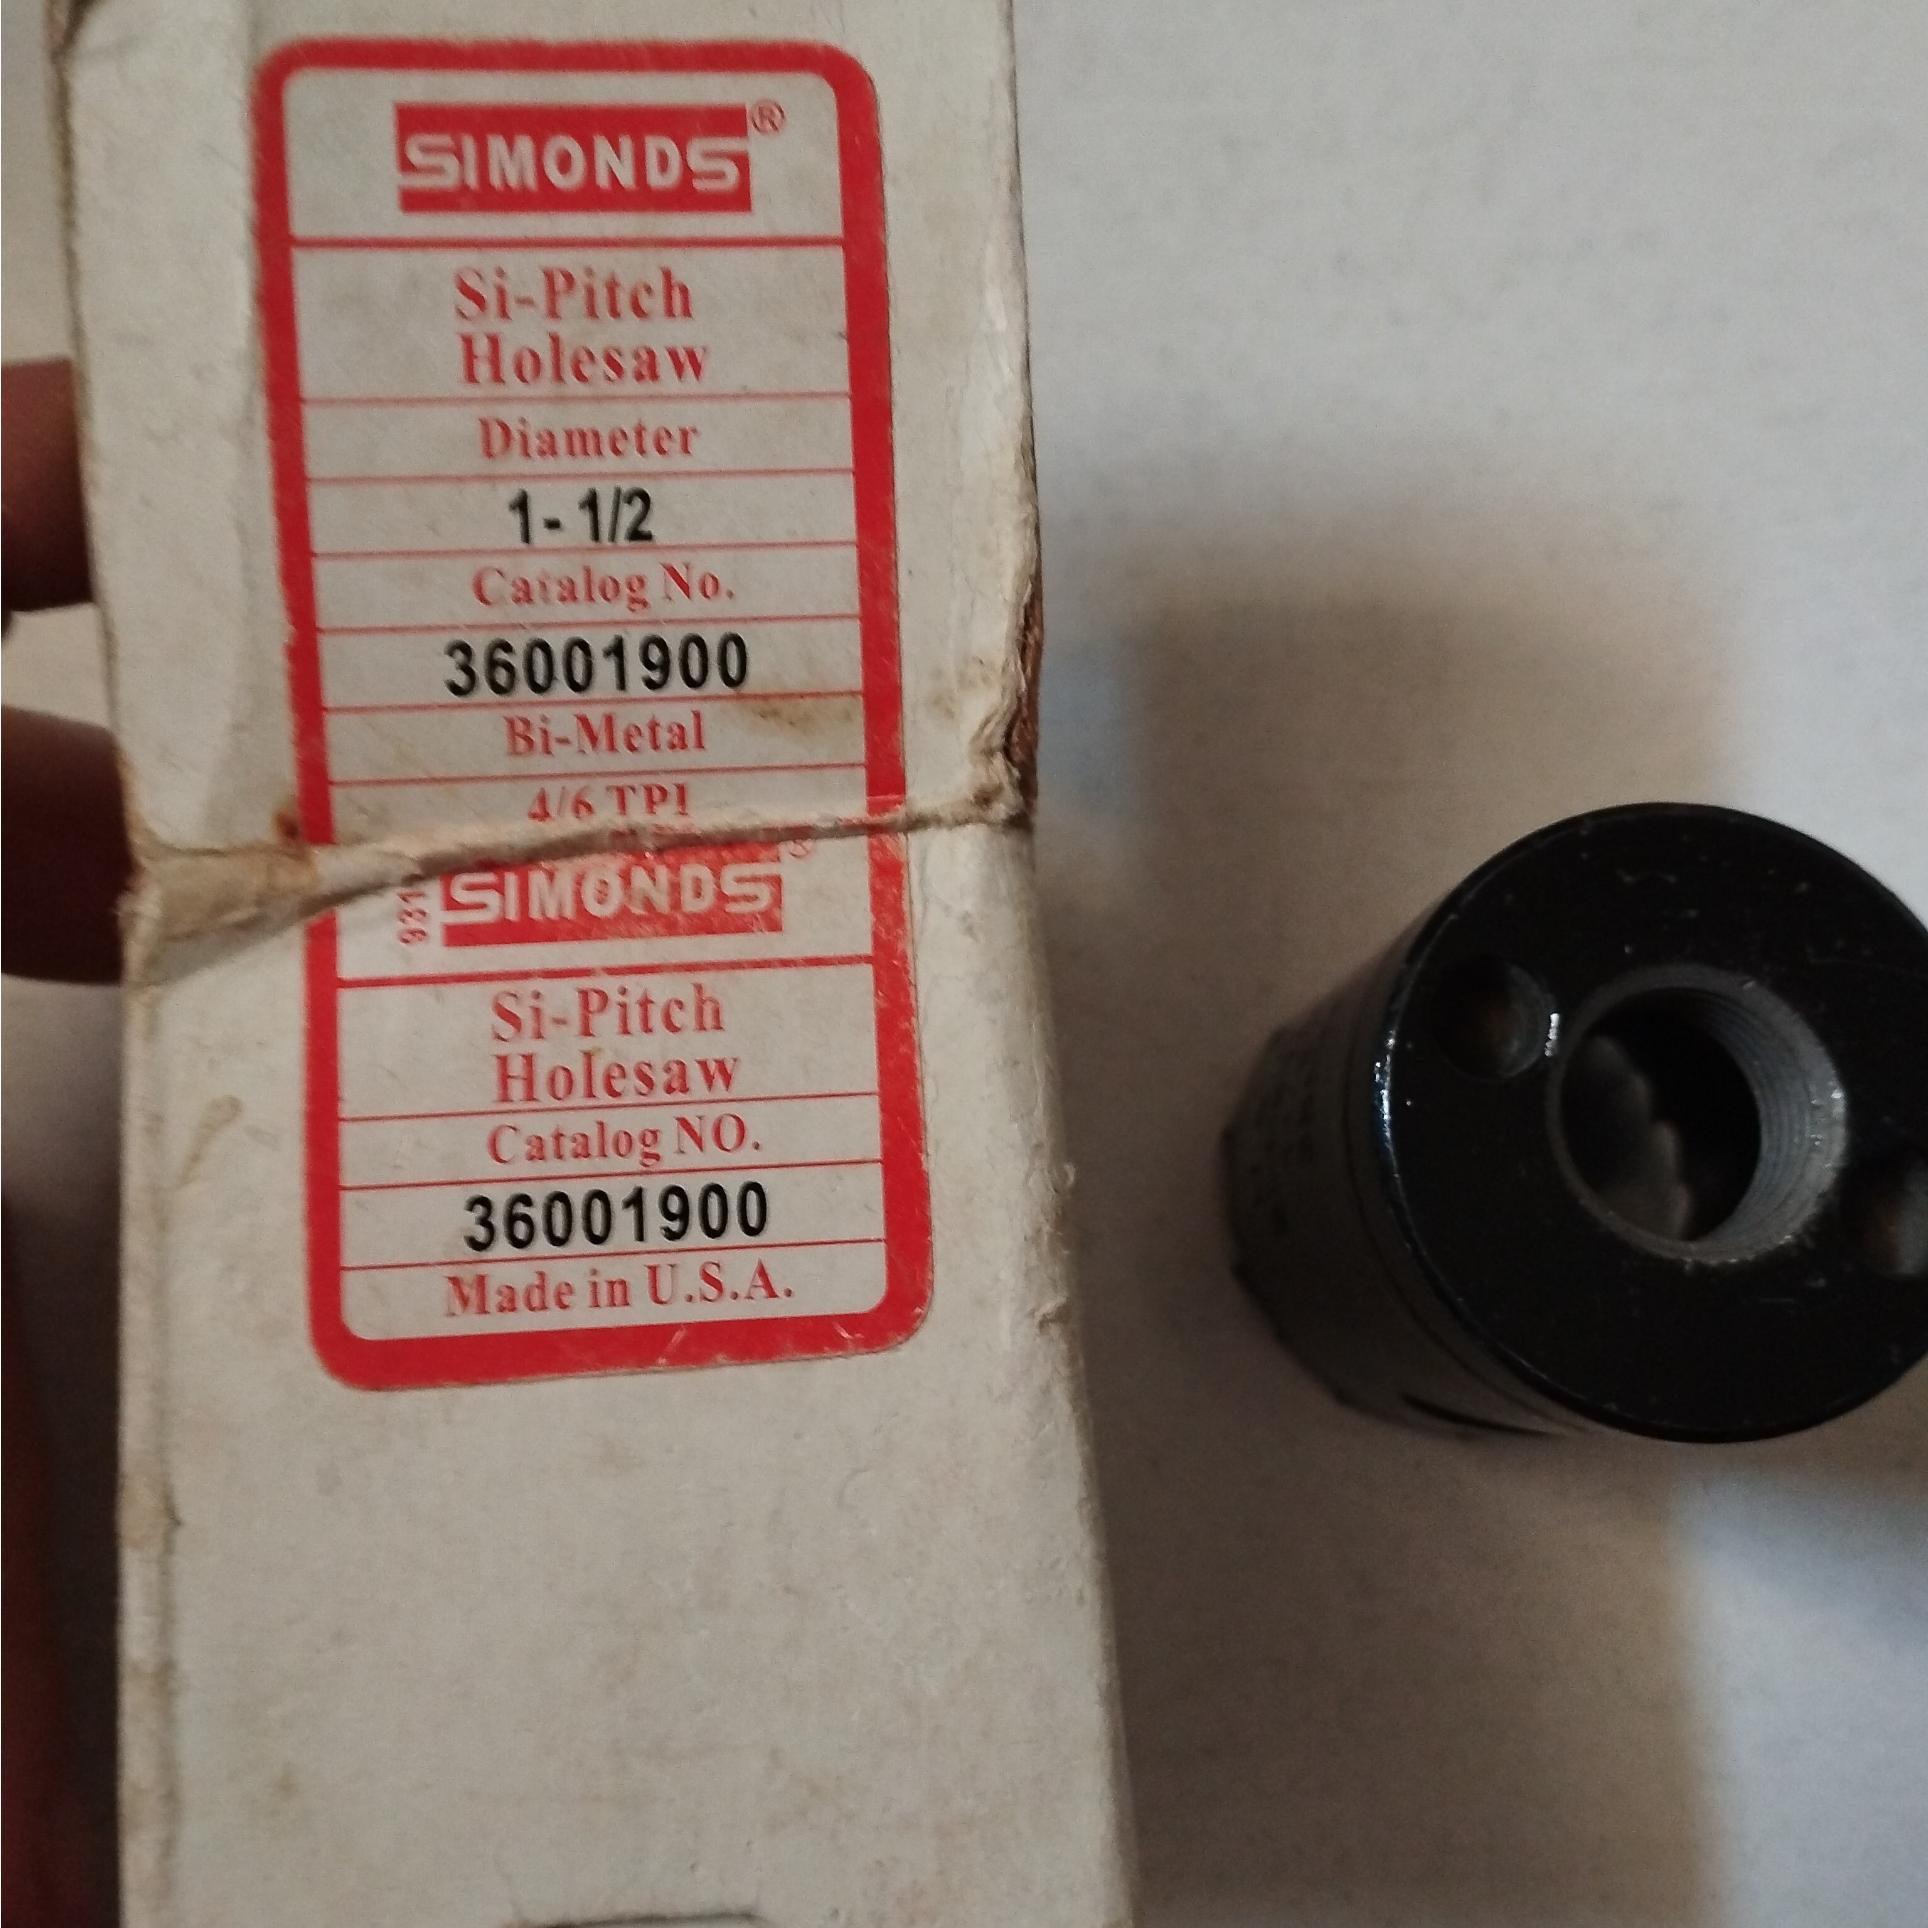 SIMONDS®
Si-Pitch
Holesaw
Diameter
1-1/2
Catalog No.
36001900
Bi-Metal
4/6 TPI
SIMONDS®
Si-Pitch
Holesaw
Catalog NO.
36001900
Made in U.S.A.